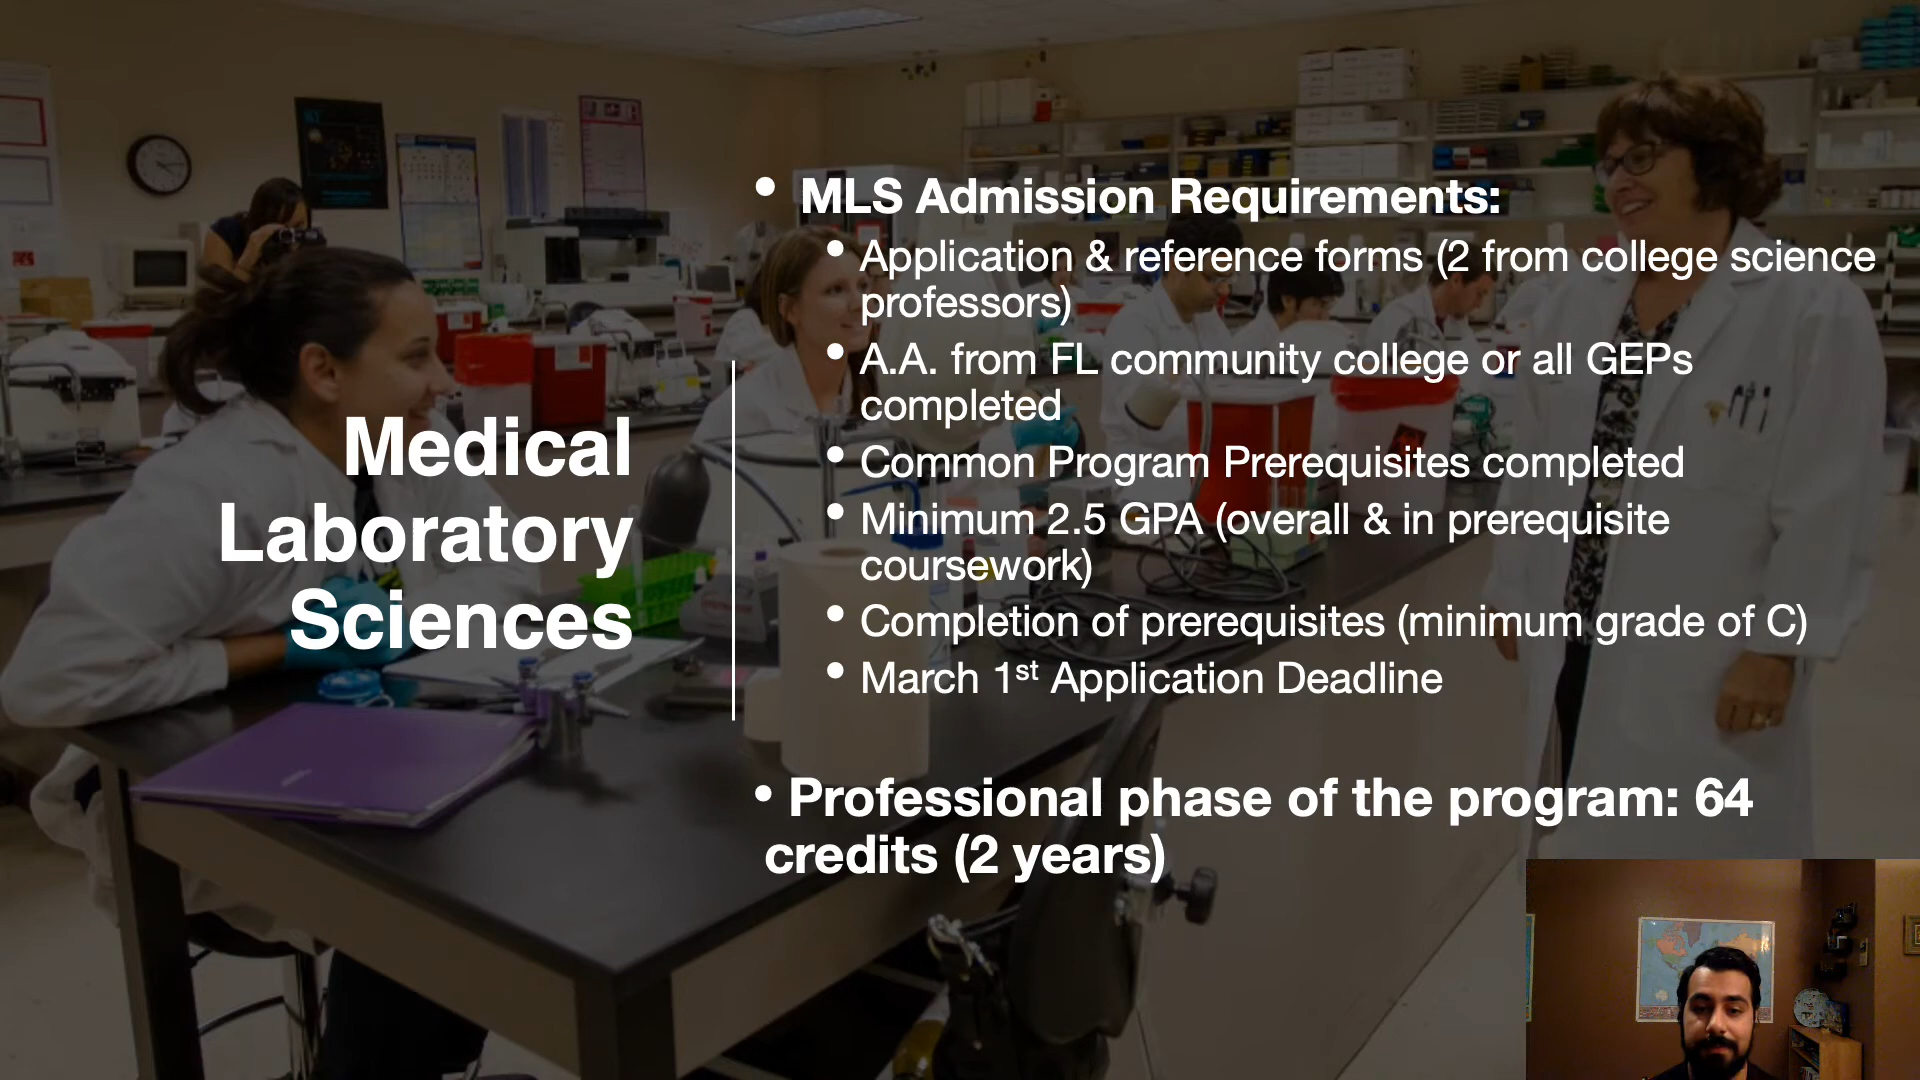 Medical
Laboratory
Sciences
• MLS Admission Requirements:
• Application & reference forms (2 from college science
professors)
• A.A. from FL community college or all GEPs
completed
• Common Program Prerequisites completed
• Minimum 2.5 GPA (overall & in prerequisite
coursework)
• Completion of prerequisites (minimum grade of C)
• March 1st Application Deadline
• Professional phase of the program: 64
credits (2 years)